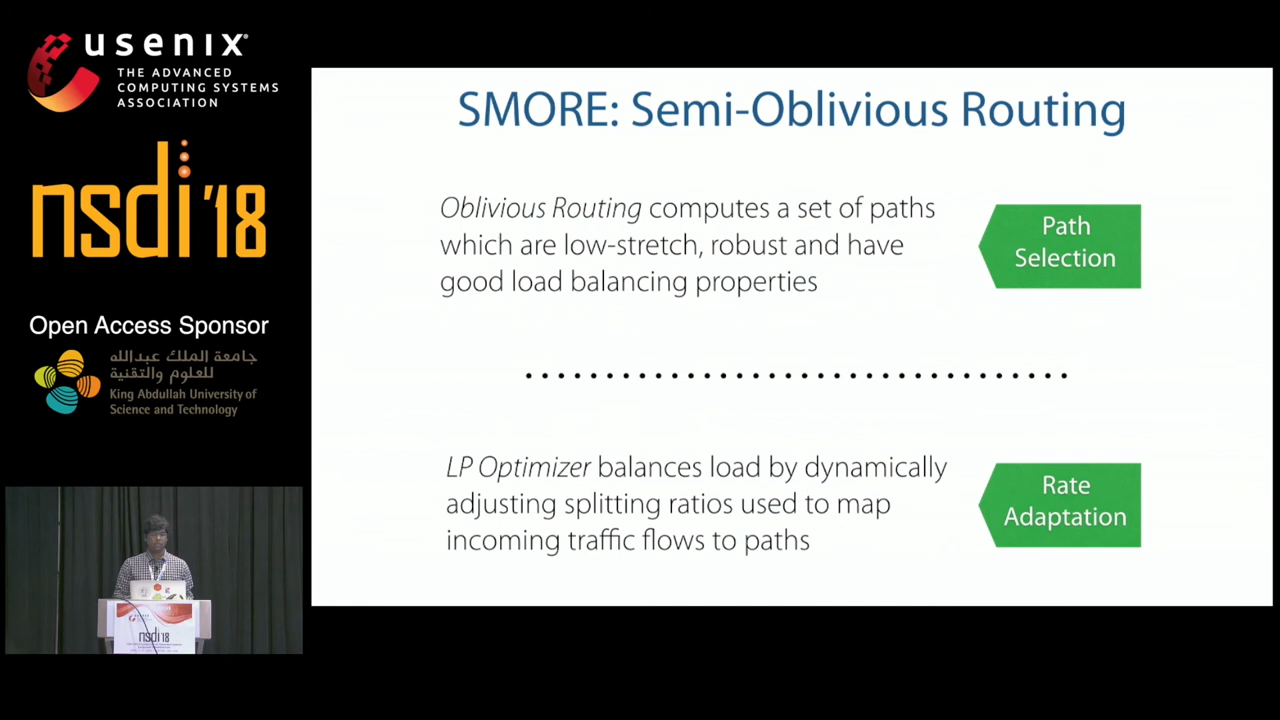 usenix
THE ADVANCED
COMPUTING SYSTEMS
ASSOCIATION
nsdi '18
Open Access Sponsor
جامعة الملك عبدالله
للعلوم والتقنية
King Abdullah University of
Science and Technology
SMORE: Semi-Oblivious Routing
Oblivious Routing computes a set of paths
which are low-stretch, robust and have
good load balancing properties
Path
Selection
LP Optimizer balances load by dynamically
adjusting splitting ratios used to map
incoming traffic flows to paths
Rate
Adaptation
usenix
nsdi '18